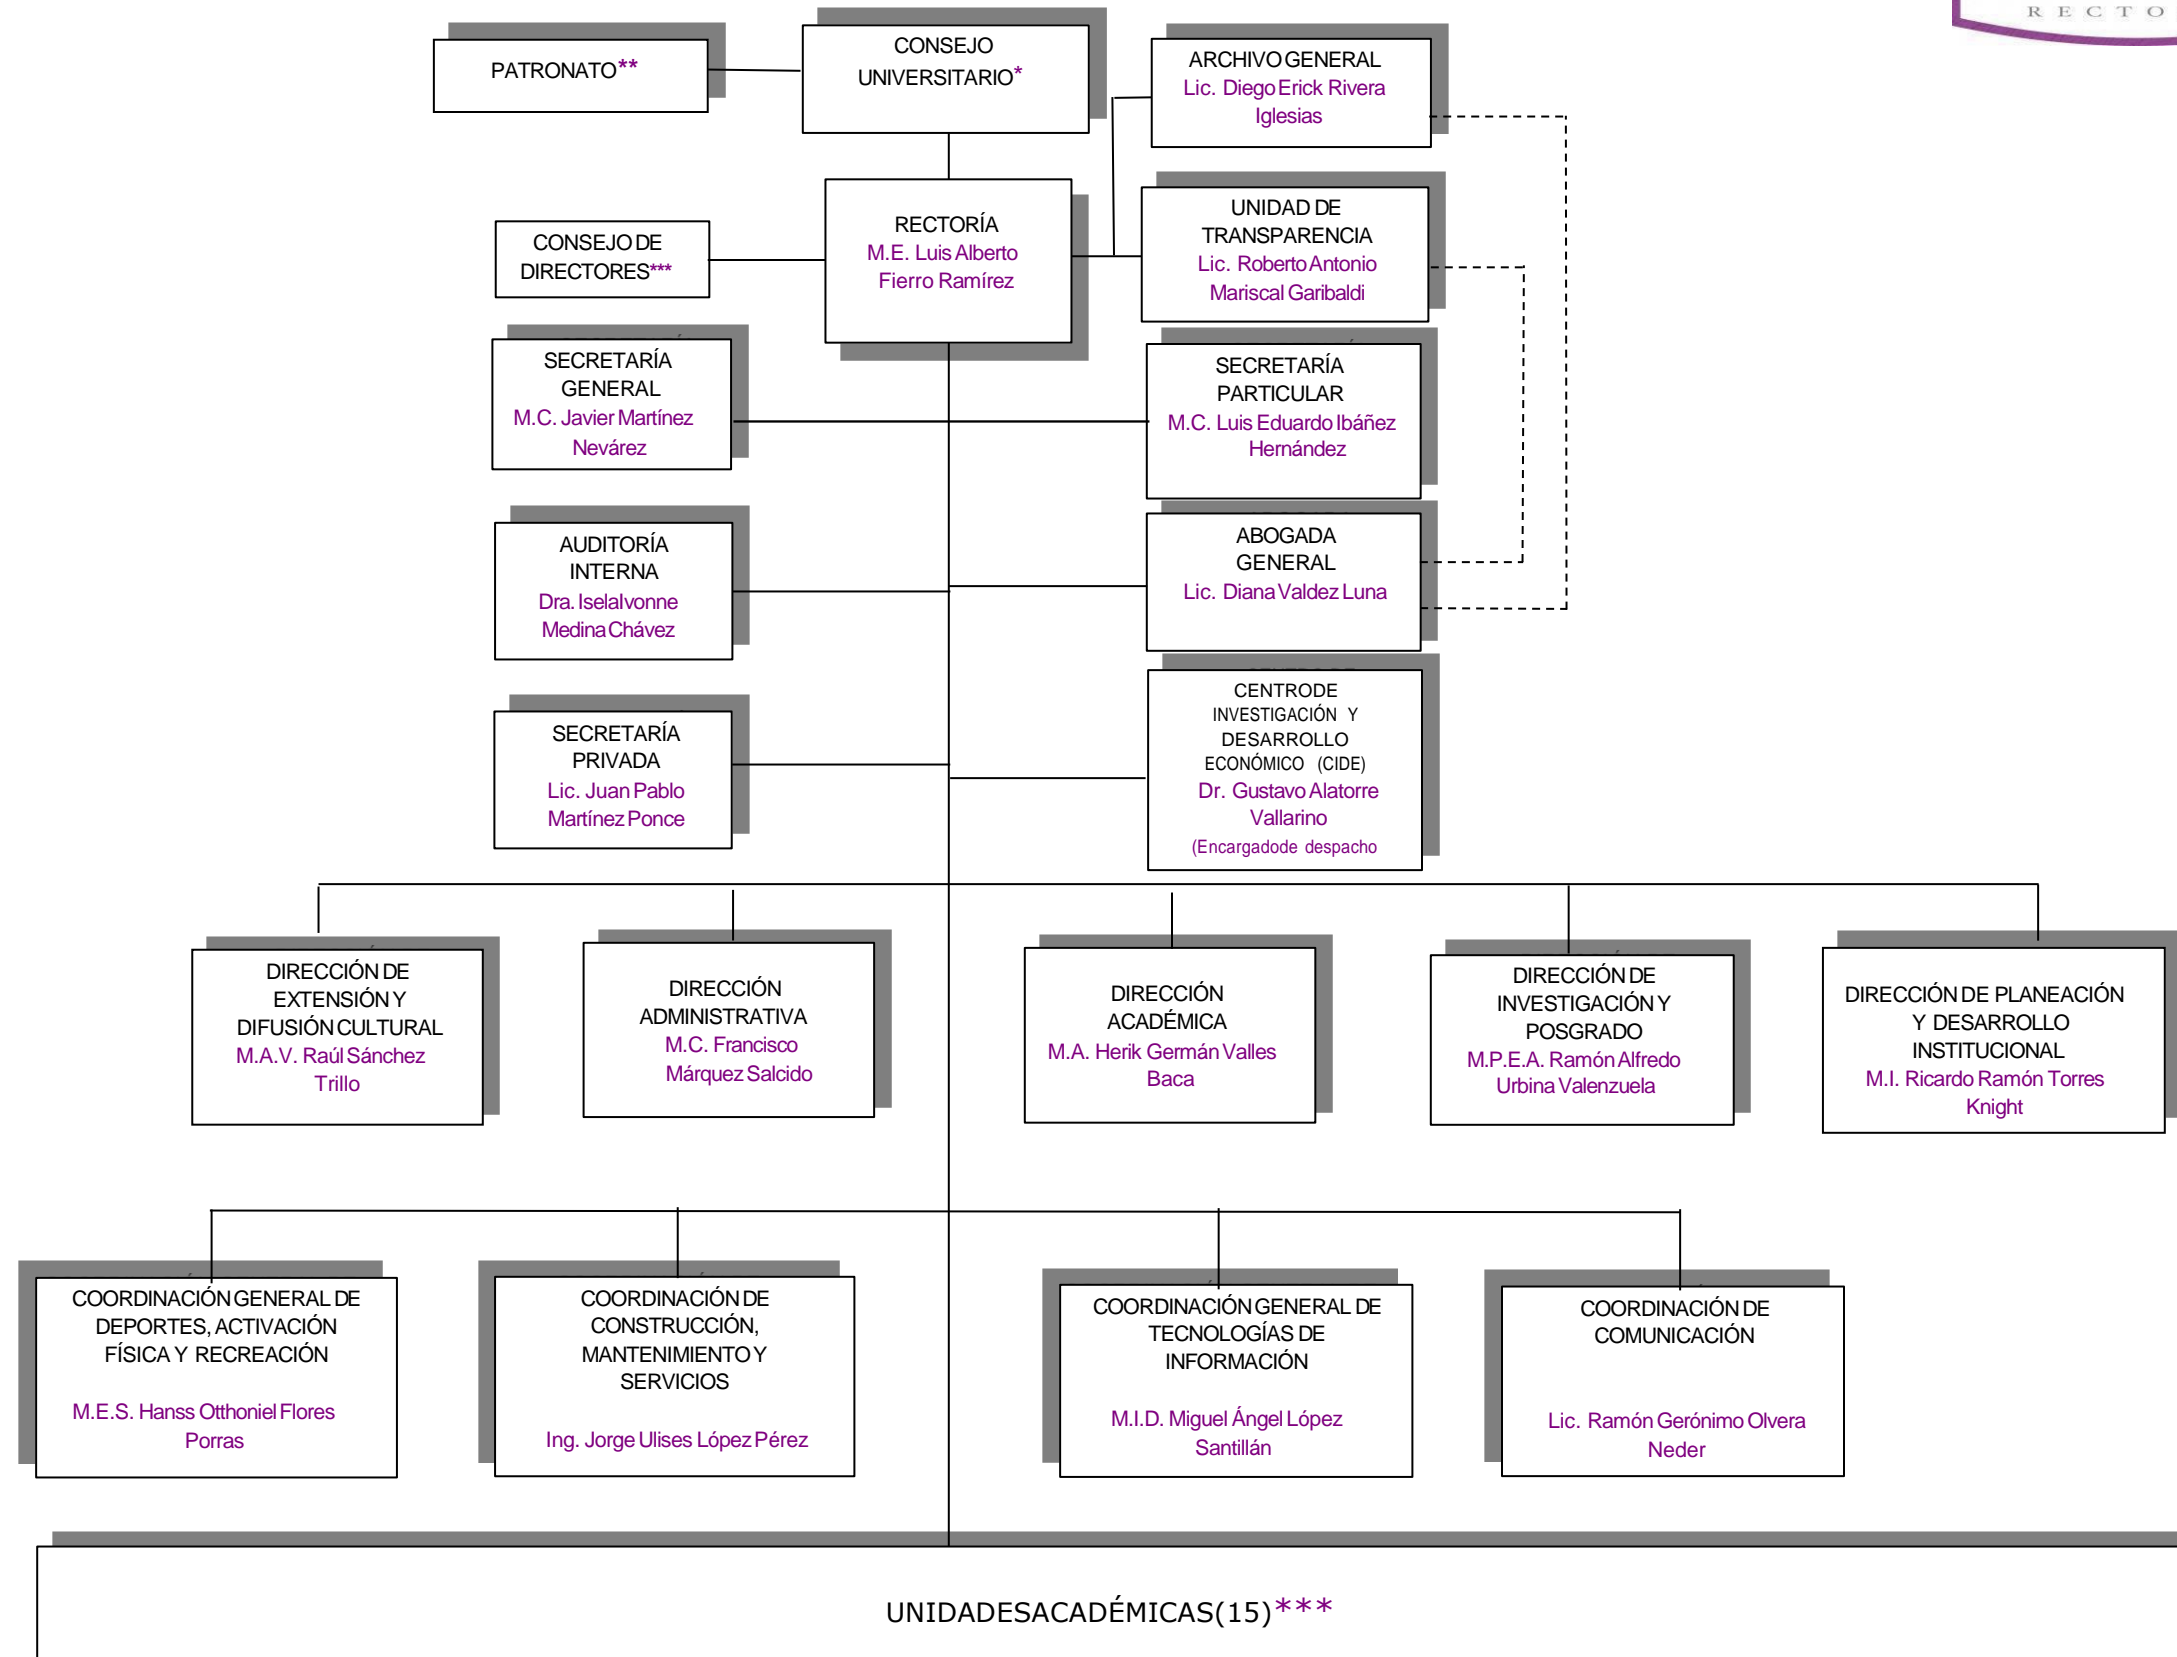 RECTO
PATRONATO**
CONSEJO
UNIVERSITARIO*
ARCHIVO GENERAL
Lic. Diego Erick Rivera
Iglesias
CONSEJO DE
DIRECTORES***
RECTORÍA
M.E. Luis Alberto
Fierro Ramírez
UNIDAD DE
TRANSPARENCIA
Lic. Roberto Antonio
Mariscal Garibaldi
SECRETARÍA
GENERAL
M.C. Javier Martínez
Nevárez
SECRETARÍA
PARTICULAR
M.C. Luis Eduardo Ibáñez
Hernández
AUDITORÍA
INTERNA
Dra. Iselalvonne
Medina Chávez
ABOGADA
GENERAL
Lic. Diana Valdez Luna
SECRETARÍA
PRIVADA
Lic. Juan Pablo
Martínez Ponce
CENTRODE
INVESTIGACIÓN Y
DESARROLLO
ECONÓMICO (CIDE)
Dr. Gustavo Alatorre
Vallarino
(Encargadode despacho
DIRECCIÓN DE
EXTENSIÓN Y
DIFUSIÓN CULTURAL
M.A.V. Raúl Sánchez
Trillo
DIRECCIÓN
ADMINISTRATIVA
M.C. Francisco
Márquez Salcido
DIRECCIÓN
ACADÉMICA
M.A. Herik Germán Valles
Baca
DIRECCIÓN DE
INVESTIGACIÓN Y
POSGRADO
M.P.E.A. Ramón Alfredo
Urbina Valenzuela
DIRECCIÓN DE PLANEACIÓN
Y DESARROLLO
INSTITUCIONAL
M.I. Ricardo Ramón Torres
Knight
COORDINACIÓN GENERAL DE
DEPORTES, ACTIVACIÓN
FÍSICA Y RECREACIÓN
M.E.S. Hanss Otthoniel Flores
Porras
COORDINACIÓN DE
CONSTRUCCIÓN,
MANTENIMIENTO Y
SERVICIOS
Ing. Jorge Ulises López Pérez
COORDINACIÓN GENERAL DE
TECNOLOGÍAS DE
INFORMACIÓN
M.I.D. Miguel Ángel López
Santillán
COORDINACIÓN DE
COMUNICACIÓN
Lic. Ramón Gerónimo Olvera
Neder
UNIDADESACADÉMICAS(15)***